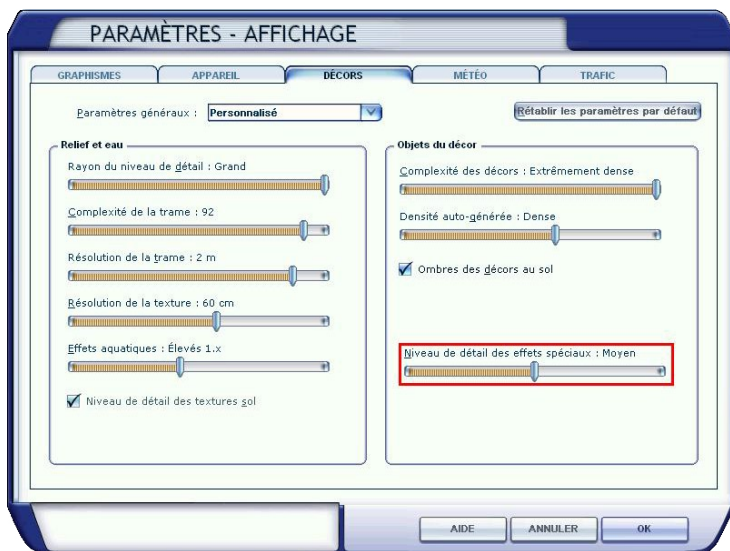 PARAMÈTRES - AFFICHAGE
GRAPHISMES APPAREIL DÉCORS MÉTÉO TRAFIC
Paramètres généraux : Personnalisé Rétablir les paramètres par défaut
Relief et eau
Rayon du niveau de détail : Grand
Complexité de la trame : 92
Résolution de la trame : 2 m
Résolution de la texture : 60 cm
Effets aquatiques : Élevés 1.x
Niveau de détail des textures sol
Objets du décor
Complexité des décors : Extrêmement dense
Densité auto-générée : Dense
Ombres des décors au sol
Niveau de détail des effets spéciaux : Moyen
AIDE ANNULER OK